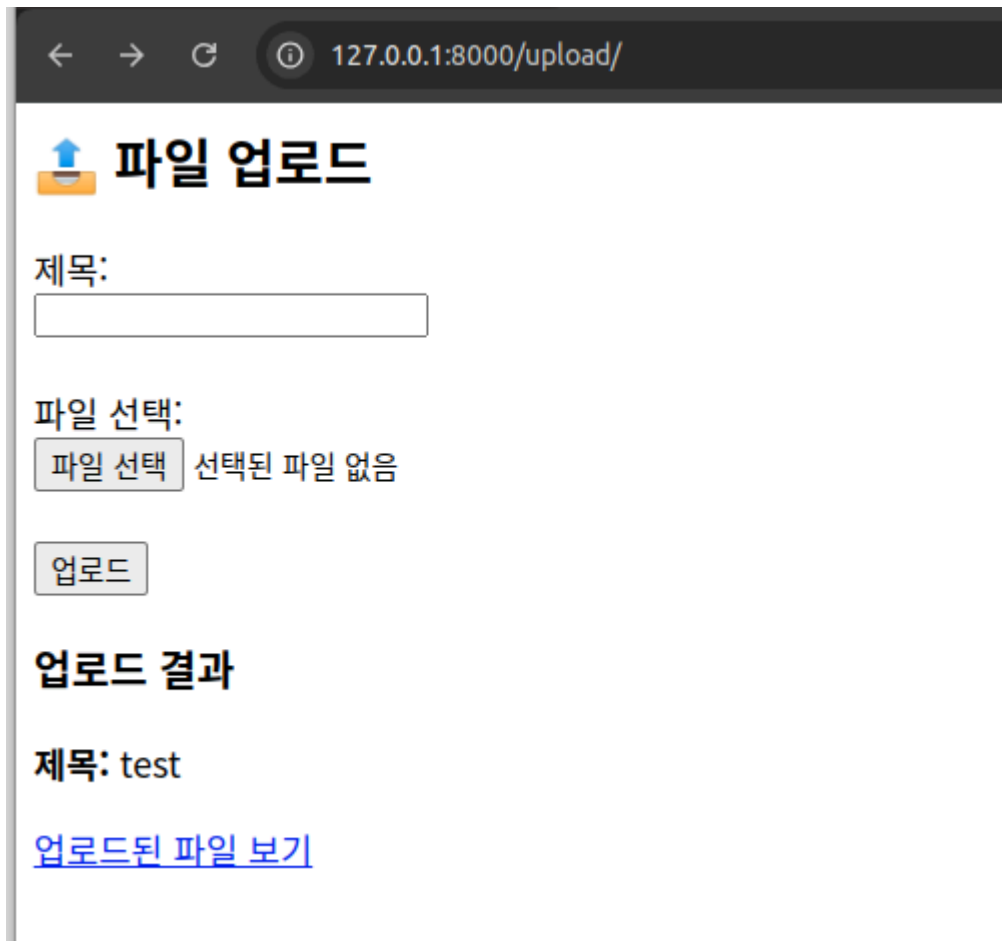 127.0.0.1:8000/upload/
파일 업로드
제목:
파일 선택:
파일 선택 선택된 파일 없음
업로드
업로드 결과
제목: test
업로드된 파일 보기